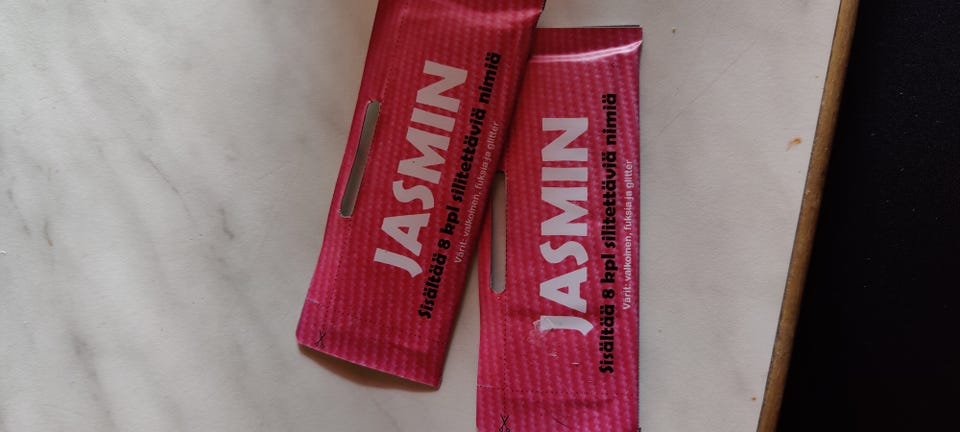 JASMIN
Sisältää 8 kpl silitettäviä nimiä
Värit: valkoinen, fuksia ja glitter
JASMIN
Sisältää 8 kpl silitettäviä nimiä
Värit: valkoinen, fuksia ja glitter